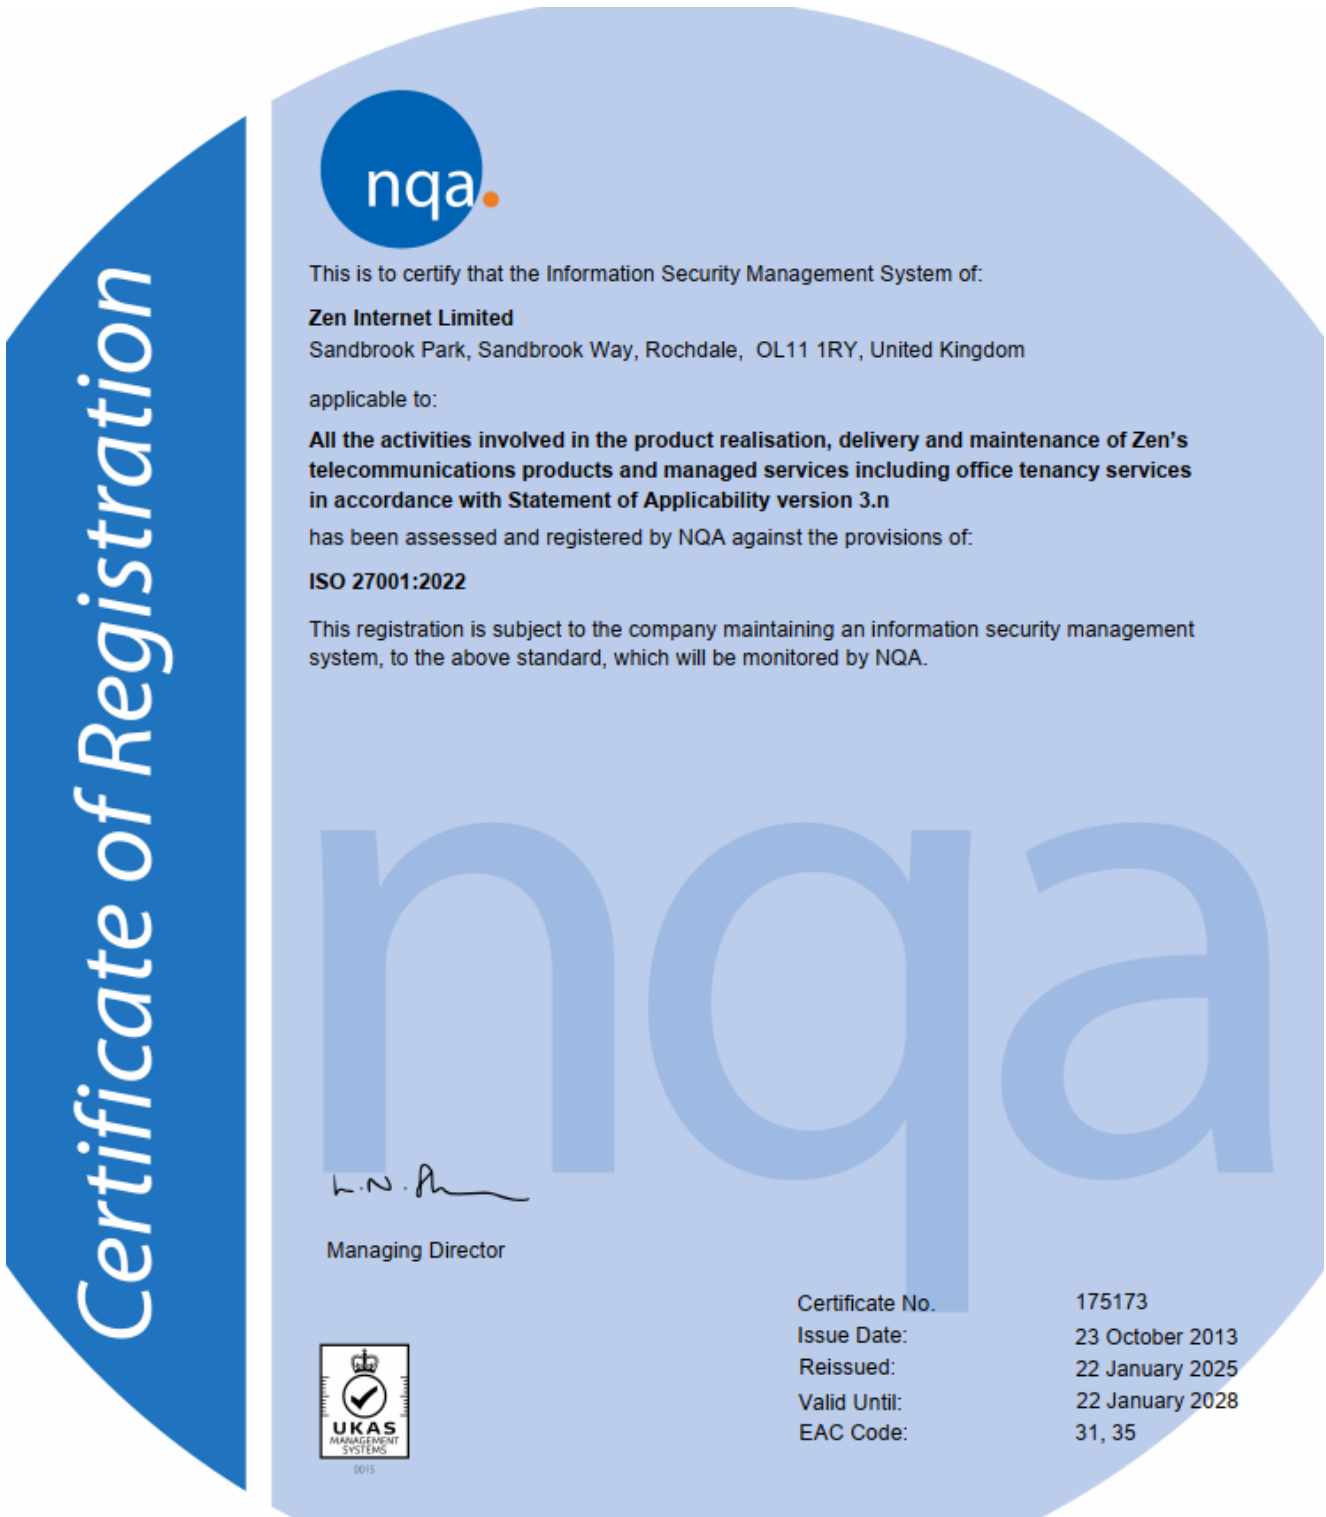 Certificate of Registration
nqa.
This is to certify that the Information Security Management System of:
Zen Internet Limited
Sandbrook Park, Sandbrook Way, Rochdale, OL11 1RY, United Kingdom
applicable to:
All the activities involved in the product realisation, delivery and maintenance of Zen's
telecommunications products and managed services including office tenancy services
in accordance with Statement of Applicability version 3.n
has been assessed and registered by NQA against the provisions of:
ISO 27001:2022
This registration is subject to the company maintaining an information security management
system, to the above standard, which will be monitored by NQA.
nqa
L.N.
Managing Director
Certificate No. 175173
Issue Date: 23 October 2013
Reissued: 22 January 2025
Valid Until: 22 January 2028
EAC Code: 31, 35
UKAS
MANAGEMENT
SYSTEMS
0015